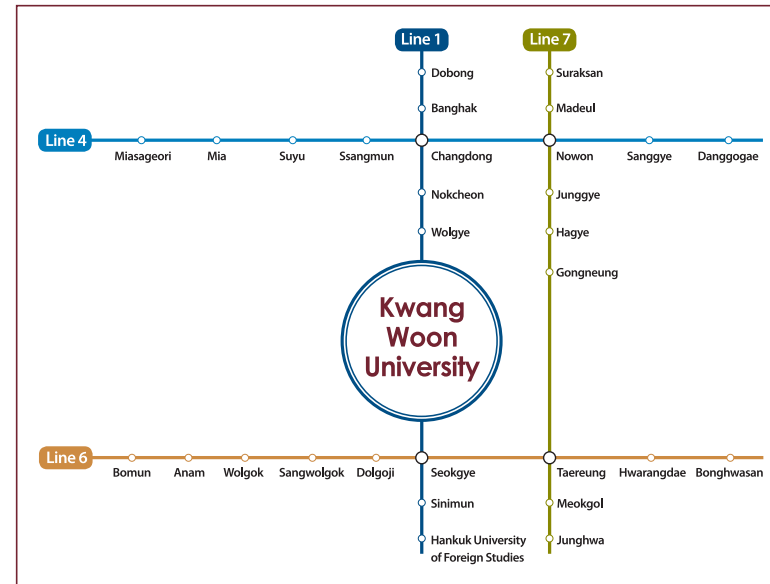 Line 1
Line 7
Dobong
Suraksan
Banghak
Madeul
Line 4
Miasageori
Mia
Suyu
Ssangmun
Changdong
Nowon
Sanggye
Danggogae
Nokcheon
Junggye
Wolgye
Hagye
Gongneung
Kwang
Woon
University
Line 6
Bomun
Anam
Wolgok
Sangwolgok
Dolgoji
Seokgye
Taereung
Hwarangdae
Bonghwasan
Sinimun
Meokgol
Hankuk University
of Foreign Studies
Junghwa